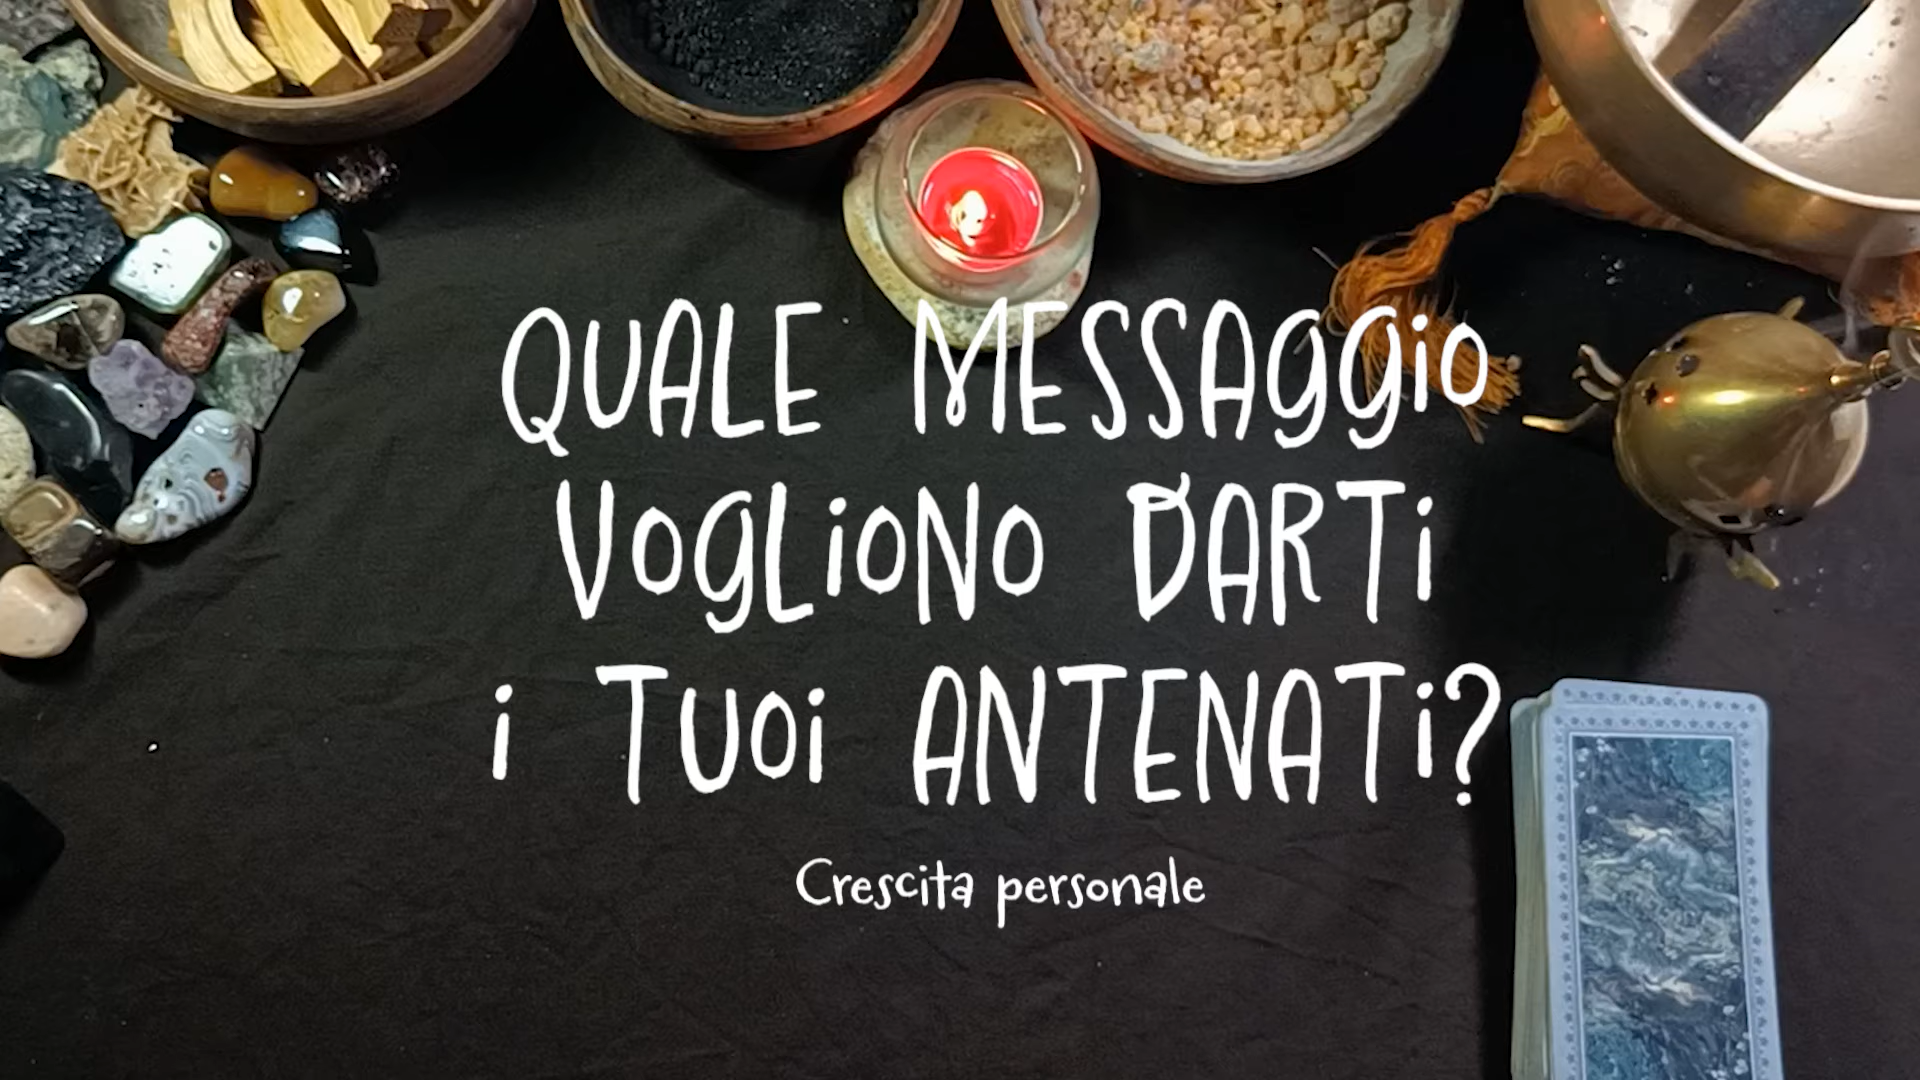 QUALE MESSAGGIO
VOGLIONO DARTI
i TUOI ANTENATI?
Crescita personale